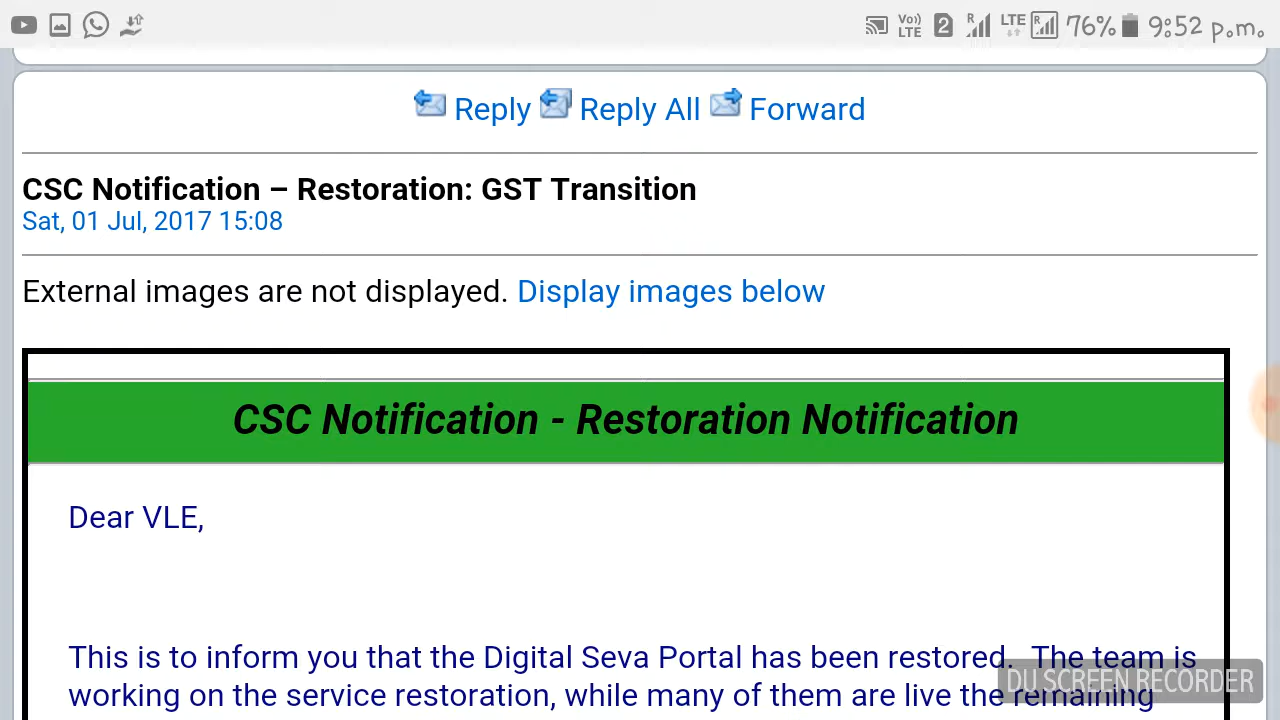 Vo)) LTE 2 R LTE R 76% 9:52 p.m.
Reply Reply All Forward
CSC Notification – Restoration: GST Transition
Sat, 01 Jul, 2017 15:08
External images are not displayed. Display images below
CSC Notification - Restoration Notification
Dear VLE,
This is to inform you that the Digital Seva Portal has been restored. The team is
working on the service restoration, while many of them are live the remaining
DU SCREEN RECORDER